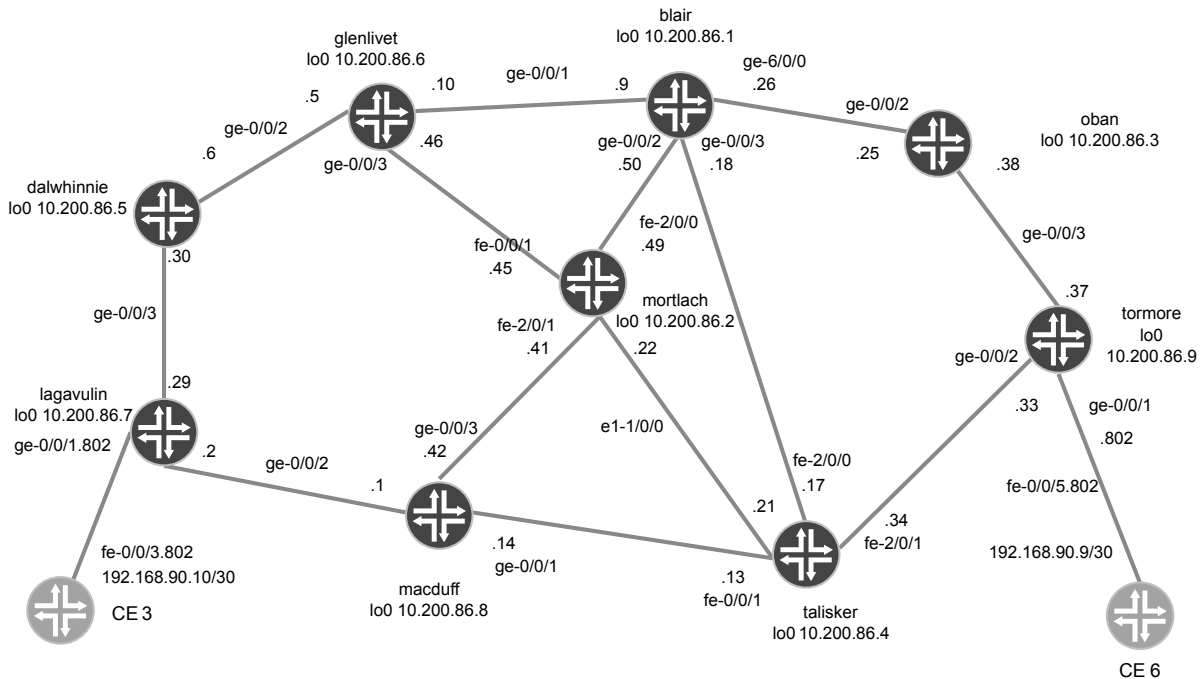 blair
lo0 10.200.86.1
glenlivet
lo0 10.200.86.6
ge-6/0/0
.26
.5
.10
ge-0/0/1
.9
ge-0/0/2
oban
lo0 10.200.86.3
ge-0/0/2
.6
ge-0/0/3
.46
ge-0/0/2
.50
ge-0/0/3
.18
.25
.38
dalwhinnie
lo0 10.200.86.5
fe-2/0/0
.49
ge-0/0/3
.30
fe-0/0/1
.45
.37
ge-0/0/3
mortlach
lo0 10.200.86.2
tormore
lo0
10.200.86.9
fe-2/0/1
.41
.22
ge-0/0/2
.29
lagavulin
lo0 10.200.86.7
ge-0/0/1.802
.33
ge-0/0/1
.802
.2
ge-0/0/3
.42
e1-1/0/0
ge-0/0/2
.1
fe-2/0/0
.17
fe-0/0/5.802
.21
.34
fe-2/0/1
.14
ge-0/0/1
fe-0/0/3.802
192.168.90.10/30
192.168.90.9/30
.13
fe-0/0/1
CE 3
macduff
lo0 10.200.86.8
talisker
lo0 10.200.86.4
CE 6